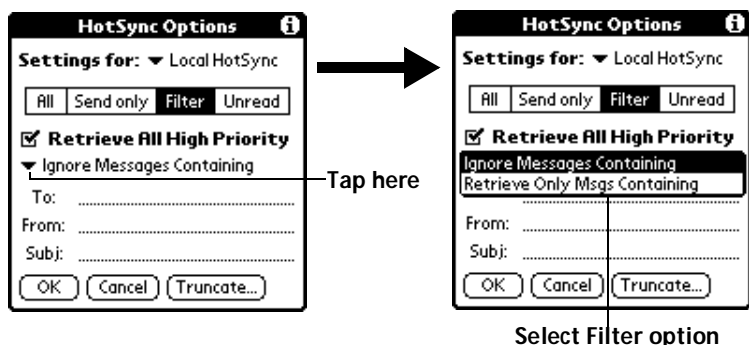 HotSync Options
Settings for: Local HotSync
All Send only Filter Unread
Retrieve All High Priority
Ignore Messages Containing
To:
From:
Subj:
OK Cancel Truncate...
Tap here
HotSync Options
Settings for: Local HotSync
All Send only Filter Unread
Retrieve All High Priority
Ignore Messages Containing
Retrieve Only Msgs Containing
From:
Subj:
OK Cancel Truncate...
Select Filter option